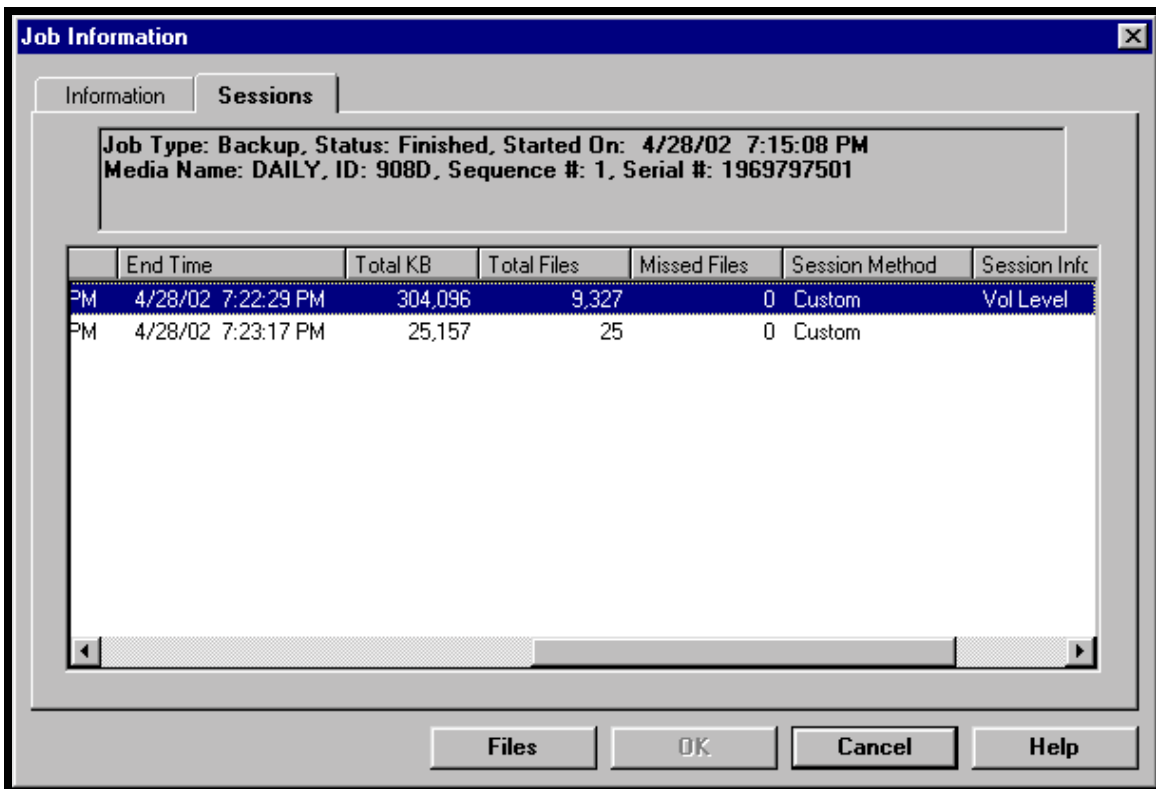 Job Information
Information Sessions
Job Type: Backup, Status: Finished, Started On: 4/28/02 7:15:08 PM
Media Name: DAILY, ID: 908D, Sequence #: 1, Serial #: 1969797501
End Time Total KB Total Files Missed Files Session Method Session Info
PM 4/28/02 7:22:29 PM 304,096 9,327 0 Custom Vol Level
PM 4/28/02 7:23:17 PM 25,157 25 0 Custom
Files OK Cancel Help